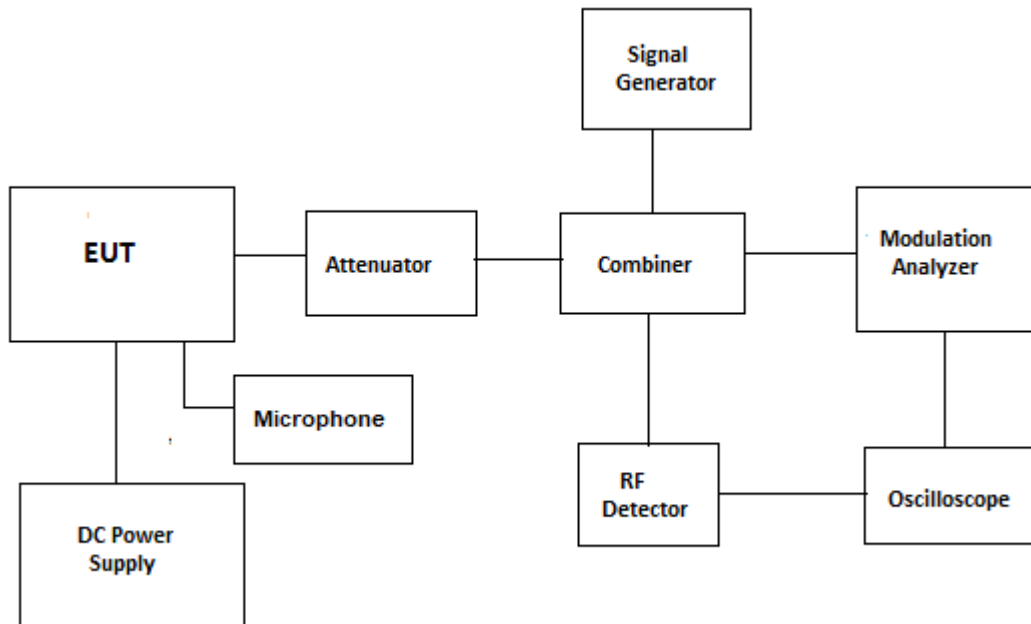 Signal
Generator
EUT
Attenuator
Combiner
Modulation
Analyzer
Microphone
RF
Detector
Oscilloscope
DC Power
Supply